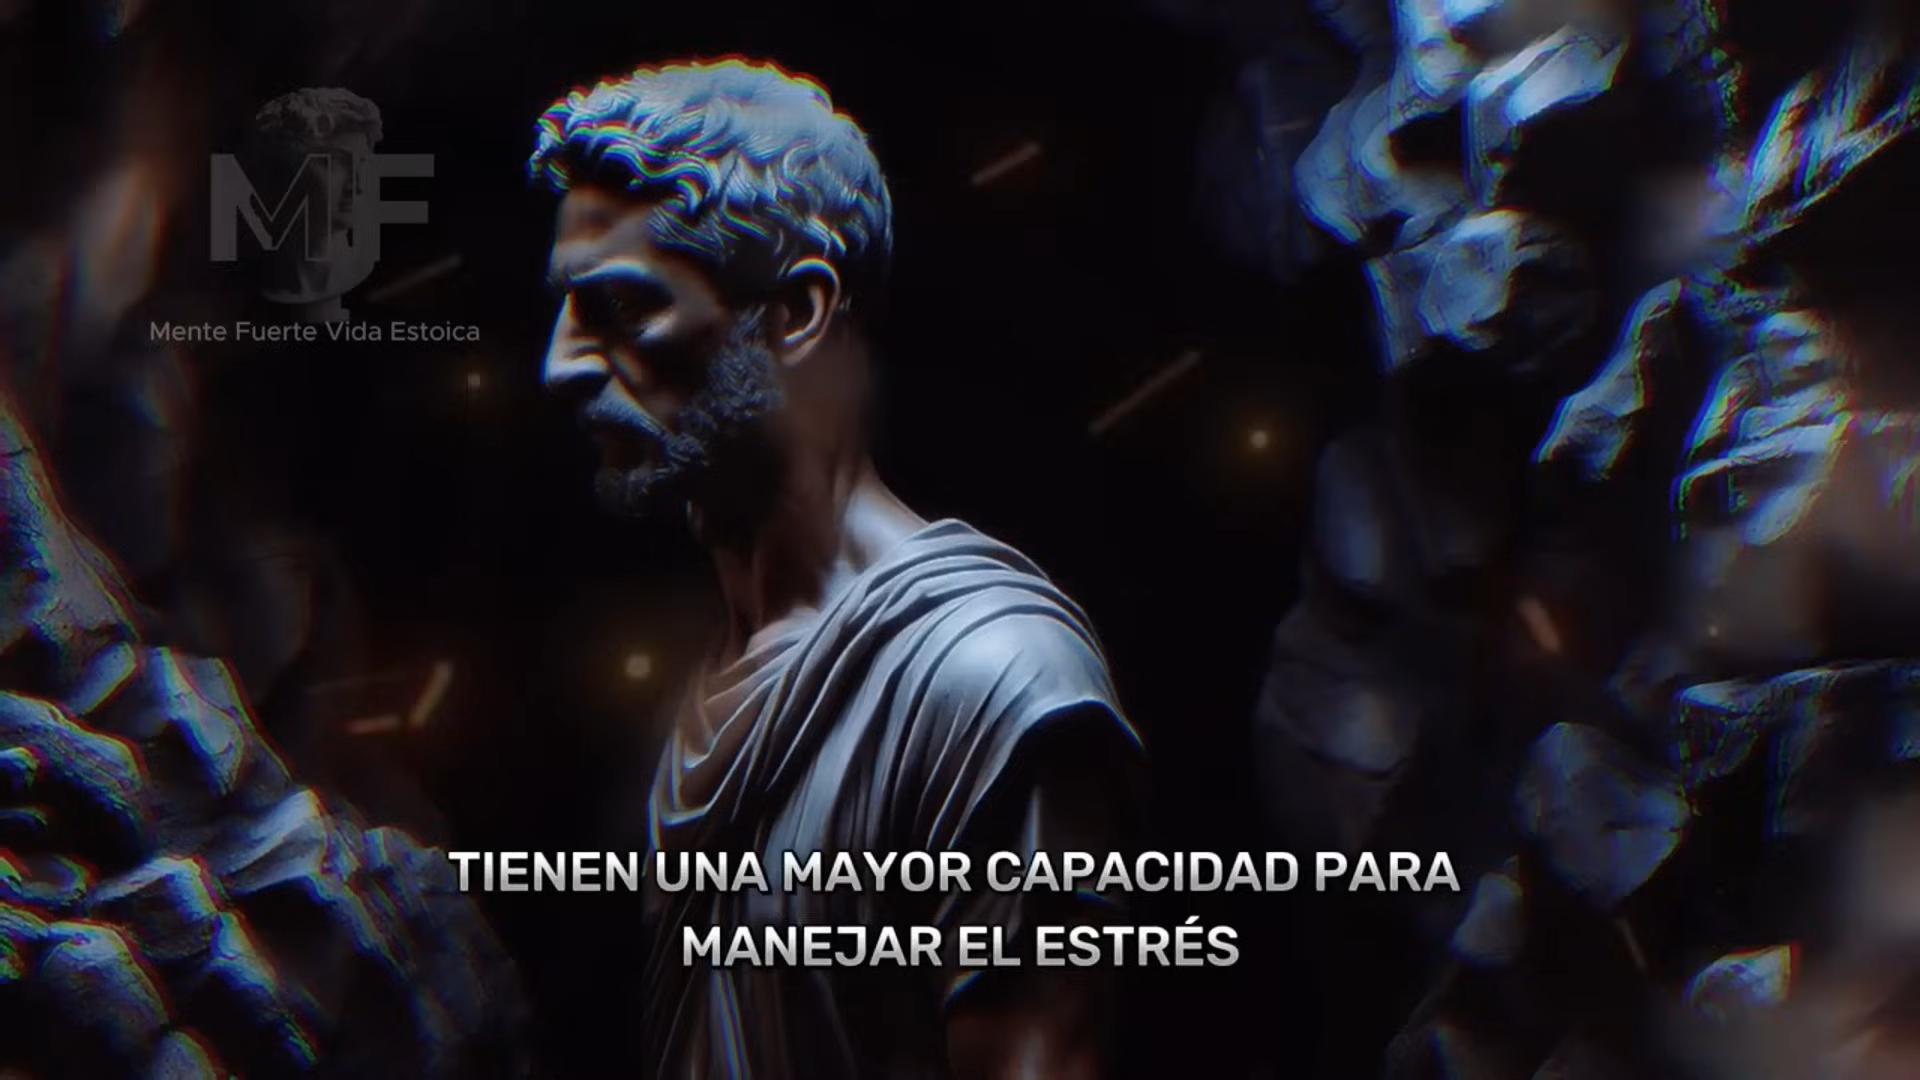 MF
Mente Fuerte Vida Estoica
TIENEN UNA MAYOR CAPACIDAD PARA
MANEJAR EL ESTRÉS